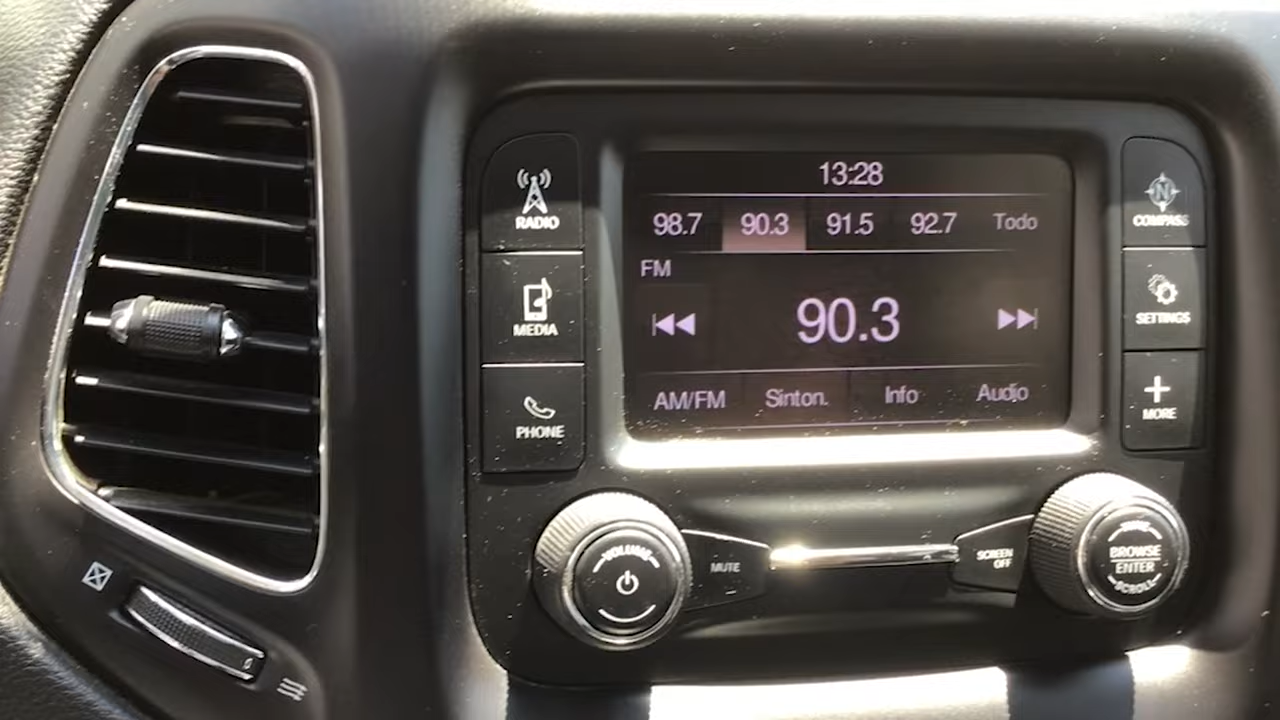 13:28
98.7 90.3 91.5 92.7 Todo
FM
90.3
AM/FM Sinton. Info Audio
RADIO
MEDIA
PHONE
N
COMPASS
SETTINGS
MORE
VOLUME
MUTE
SCREEN
OFF
TUNE
BROWSE
ENTER
SCROLL